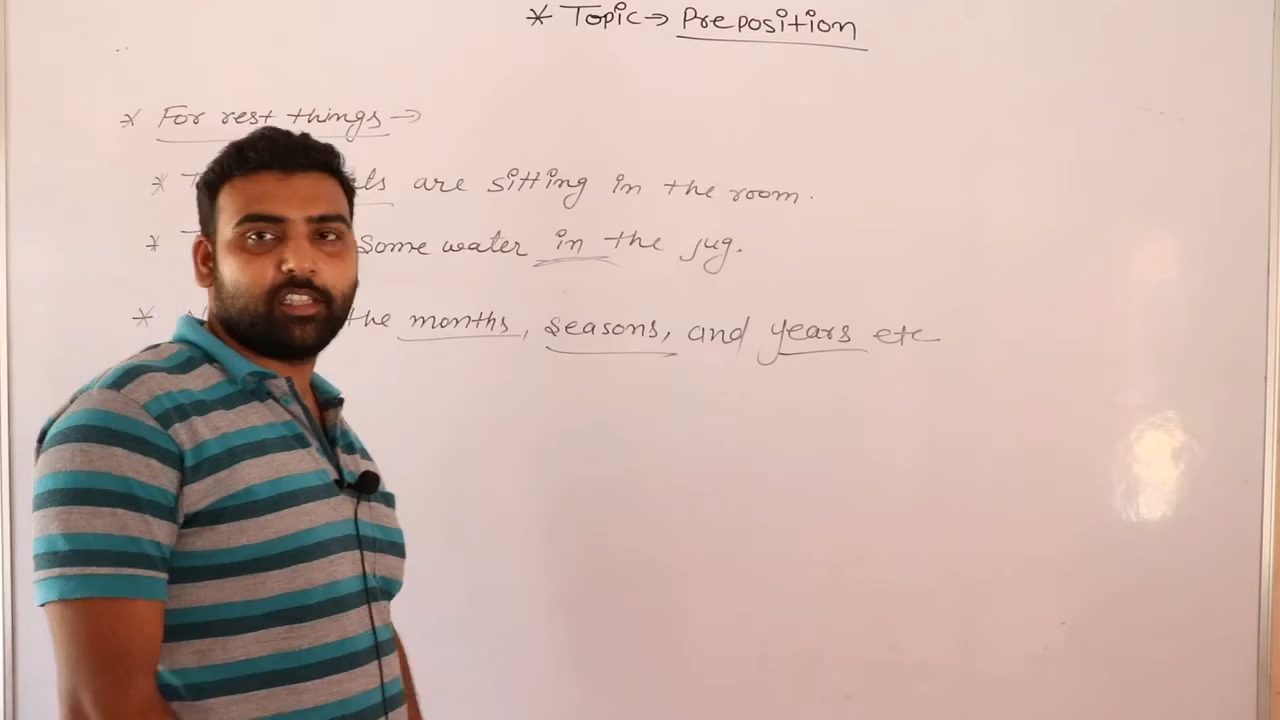 * Topic → Preposition
* For rest things →
* are sitting in the room.
* Some water in the jug.
* the months, seasons, and years etc